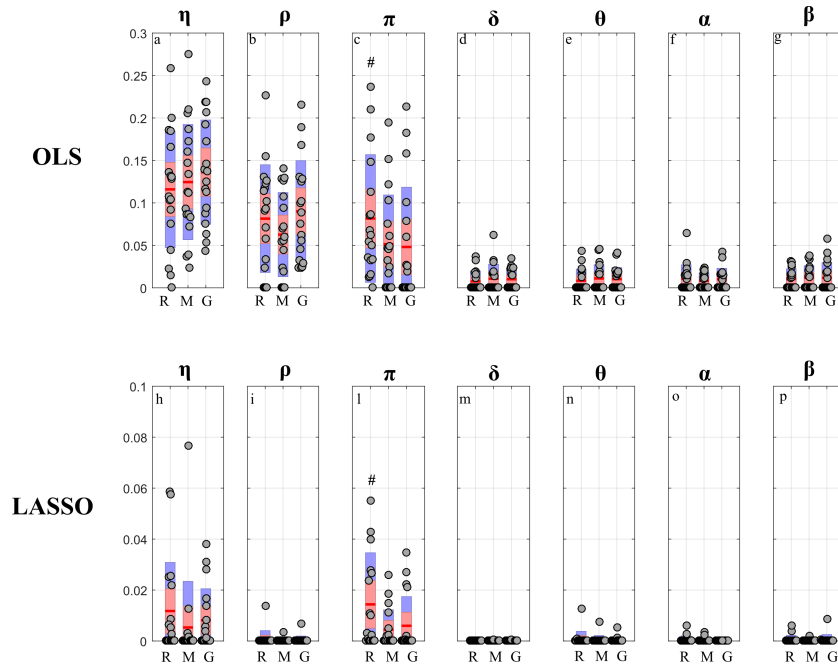 η ρ π δ θ α β
OLS
0.3
0.25
0.2
0.15
0.1
0.05
0
a b c d e f g
#
R M G R M G R M G R M G R M G R M G R M G
η ρ π δ θ α β
LASSO
0.1
0.08
0.06
0.04
0.02
0
h i l m n o p
#
R M G R M G R M G R M G R M G R M G R M G